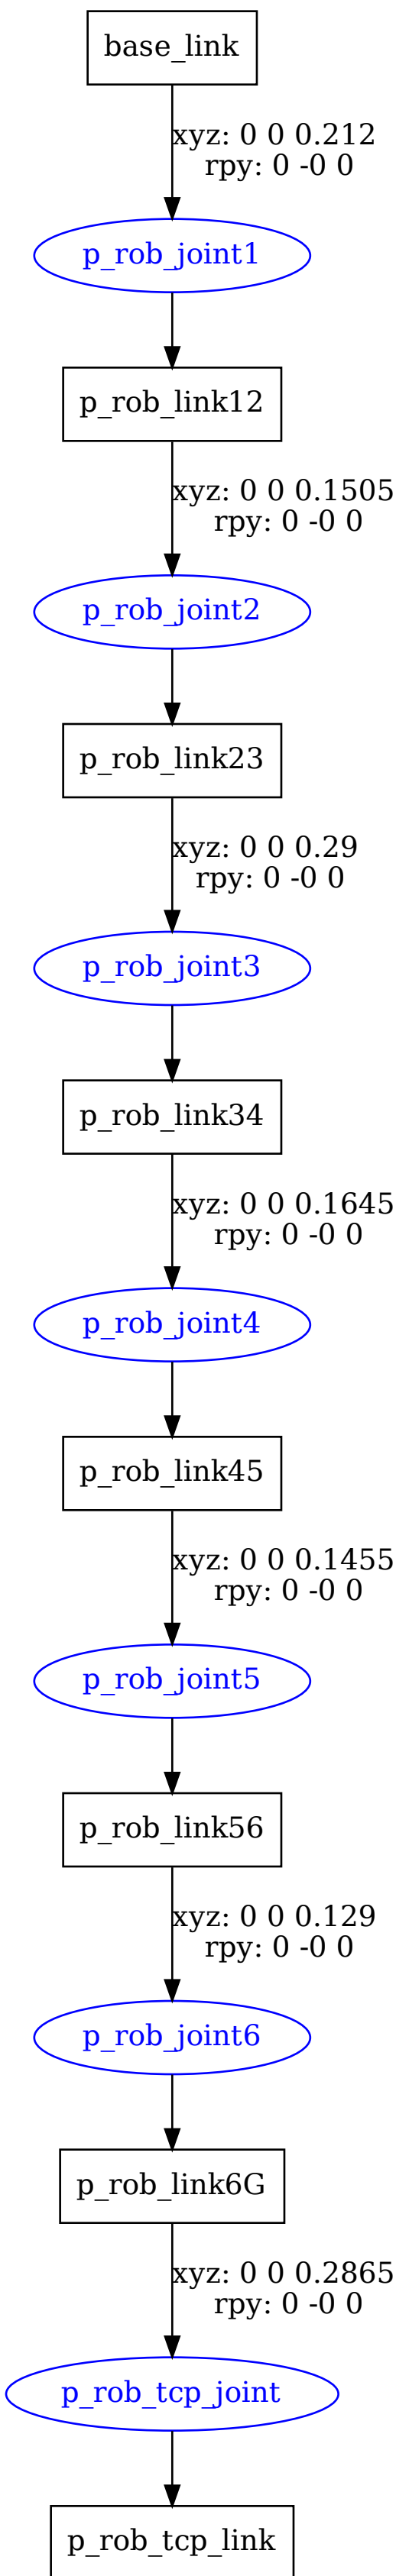 base_link
xyz: 0 0 0.212
rpy: 0 -0 0
p_rob_joint1
p_rob_link12
xyz: 0 0 0.1505
rpy: 0 -0 0
p_rob_joint2
p_rob_link23
xyz: 0 0 0.29
rpy: 0 -0 0
p_rob_joint3
p_rob_link34
xyz: 0 0 0.1645
rpy: 0 -0 0
p_rob_joint4
p_rob_link45
xyz: 0 0 0.1455
rpy: 0 -0 0
p_rob_joint5
p_rob_link56
xyz: 0 0 0.129
rpy: 0 -0 0
p_rob_joint6
p_rob_link6G
xyz: 0 0 0.2865
rpy: 0 -0 0
p_rob_tcp_joint
p_rob_tcp_link